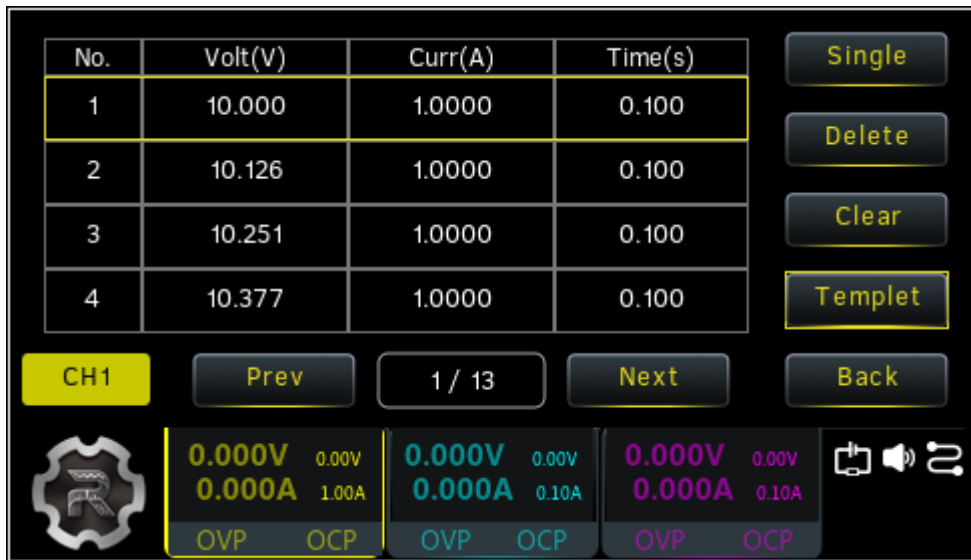 No. Volt(V) Curr(A) Time(s) Single
1 10.000 1.0000 0.100
Delete
2 10.126 1.0000 0.100
Clear
3 10.251 1.0000 0.100
4 10.377 1.0000 0.100 Templet
CH1 Prev 1 / 13 Next Back
0.000V 0.00V 0.000V 0.00V 0.000V 0.00V
0.000A 1.00A 0.000A 0.10A 0.000A 0.10A
R OVP OCP OVP OCP OVP OCP